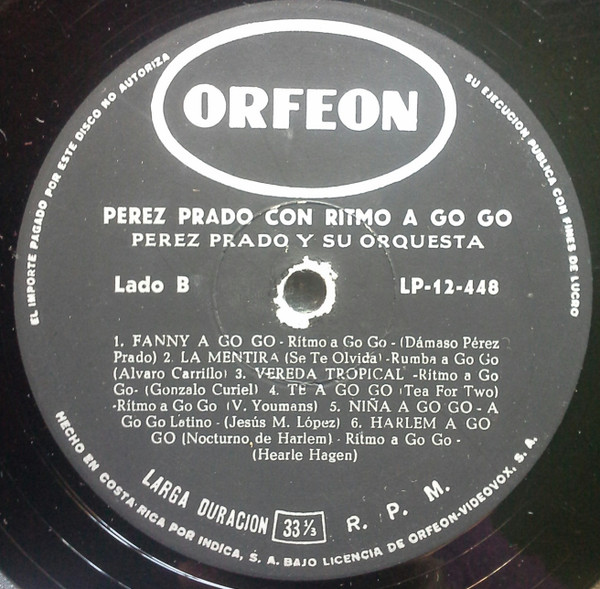 ORFEON
EL IMPORTE PAGADO POR ESTE DISCO NO AUTORIZA
SU EJECUCION PUBLICA CON FINES DE LUCRO
PEREZ PRADO CON RITMO A GO GO
PEREZ PRADO Y SU ORQUESTA
Lado B
LP-12-448
1. FANNY A GO GO - Ritmo a Go Go - (Dámaso Pérez
Prado) 2. LA MENTIRA (Se Te Olvida) -Rumba a Go Go
(Alvaro Carrillo) 3. VEREDA TROPICAL -Ritmo a Go
Go- (Gonzalo Curiel) 4. TE A GO GO (Tea For Two)
-Ritmo a Go Go (V. Youmans) 5. NIÑA A GO GO - A
Go Go Latino - (Jesús M. López) 6. HARLEM A GO
GO (Nocturno de Harlem) - Ritmo a Go Go -
(Hearle Hagen)
LARGA DURACION 33 1/3 R. P. M.
HECHO EN COSTA RICA POR INDICA, S. A. BAJO LICENCIA DE ORFEON-VIDEOVOX, S. A.